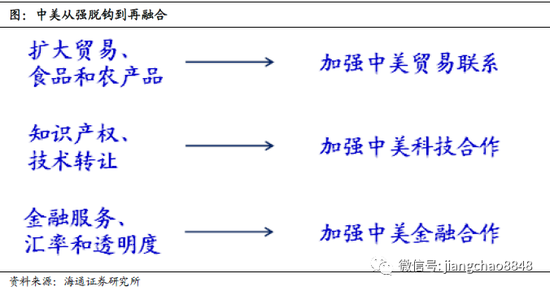 图：中美从强脱钩到再融合
扩大贸易、
食品和农产品
加强中美贸易联系
知识产权、
技术转让
加强中美科技合作
金融服务、
汇率和透明度
加强中美金融合作
微信号: jiangchao8848
资料来源：海通证券研究所